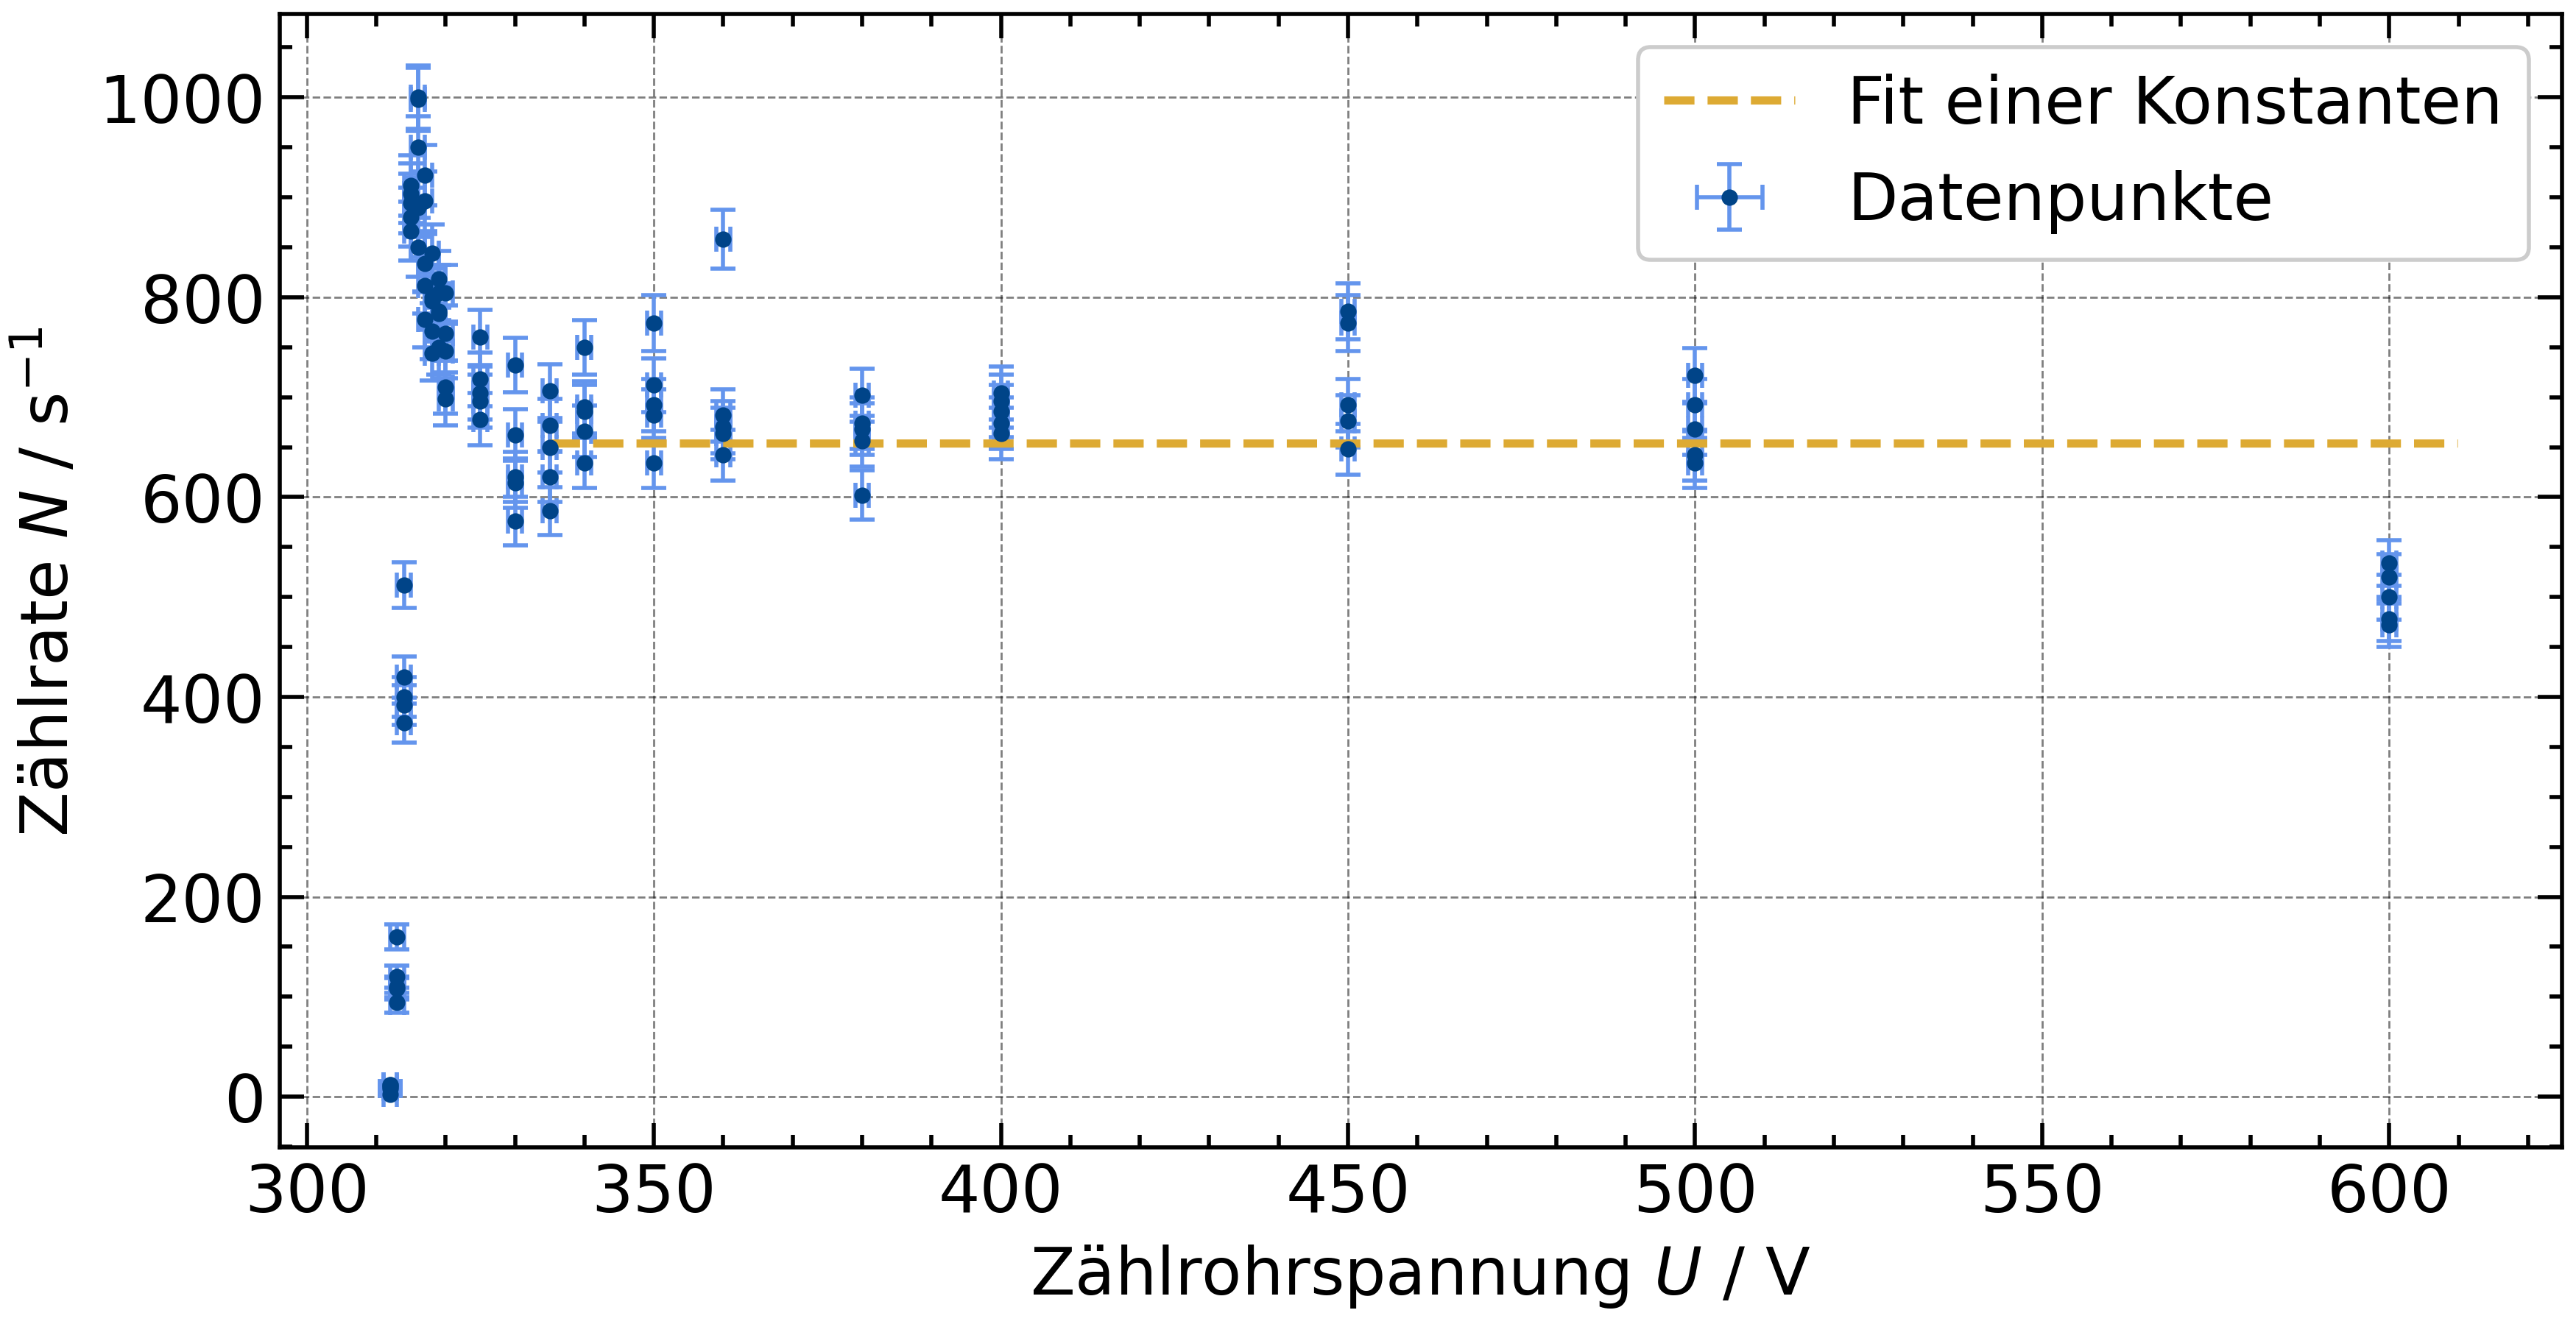 Zählrate N / s⁻¹
1000
800
600
400
200
0
Fit einer Konstanten
Datenpunkte
300 350 400 450 500 550 600
Zählrohrspannung U / V